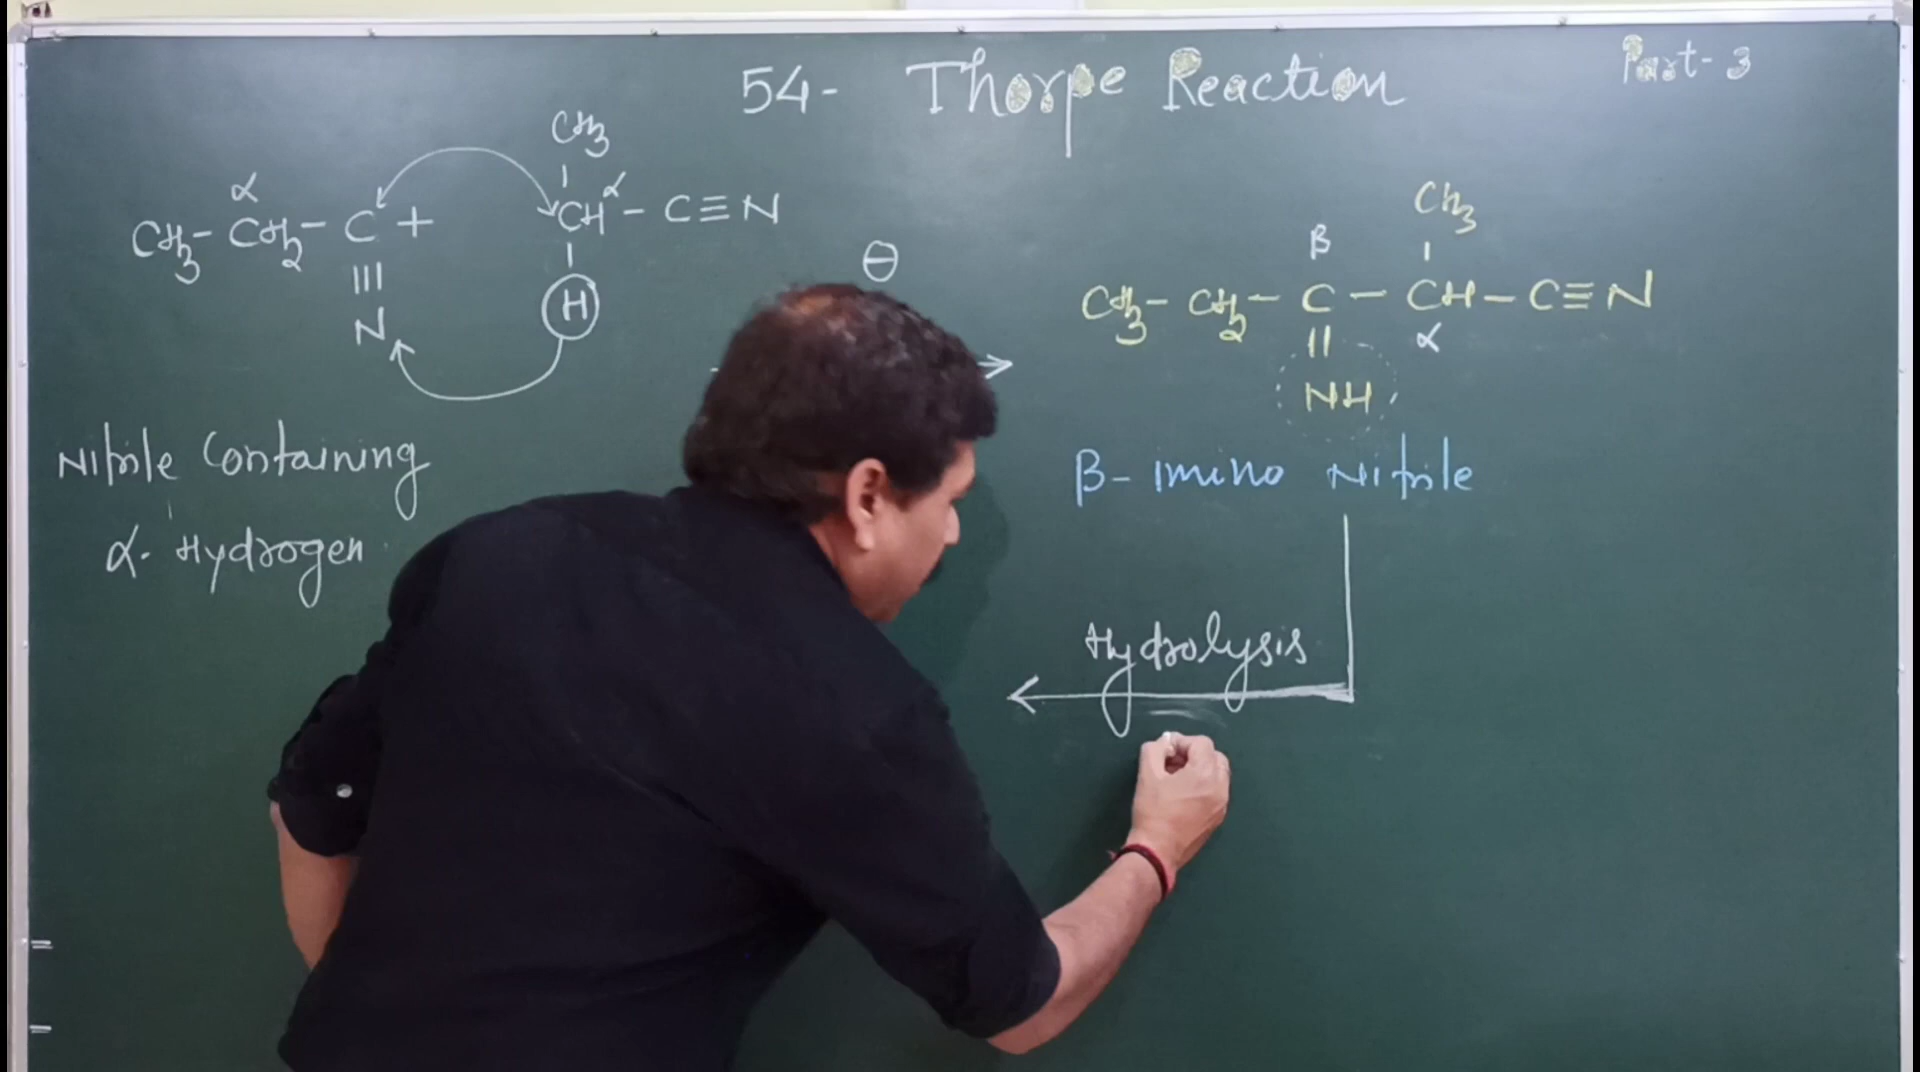 54- Thorpe Reaction
Part-3
CH3
α
α
CH3- CH2- C + CH - C≡N
|||
N
H
⊖
CH3
β
CH3- CH2- C - CH - C≡N
||
α
NH
Nitrile Containing
α- Hydrogen
β- imino Nitrile
Hydrolysis